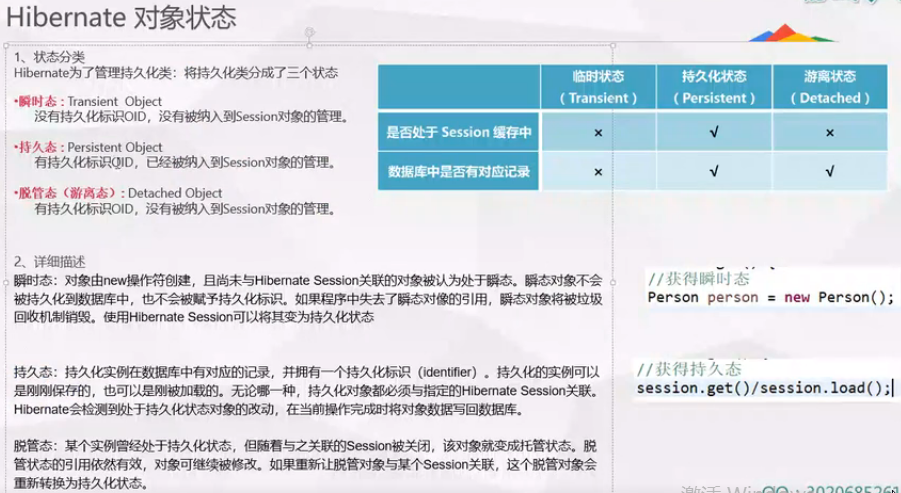 Hibernate 对象状态
1、状态分类
Hibernate为了管理持久化类：将持久化类分成了三个状态
•瞬时态：Transient Object
没有持久化标识OID，没有被纳入到Session对象的管理。
•持久态：Persistent Object
有持久化标识OID，已经被纳入到Session对象的管理。
•脱管态（游离态）：Detached Object
有持久化标识OID，没有被纳入到Session对象的管理。
临时状态 持久化状态 游离状态
（Transient） （Persistent） （Detached）
是否处于 Session 缓存中 × √ ×
数据库中是否有对应记录 × √ √
2、详细描述
瞬时态：对象由new操作符创建，且尚未与Hibernate Session关联的对象被认为处于瞬态。瞬态对象不会
被持久化到数据库中，也不会被赋予持久化标识。如果程序中失去了瞬态对像的引用，瞬态对象将被垃圾
回收机制销毁。使用Hibernate Session可以将其变为持久化状态
//获得瞬时态
Person person = new Person();
持久态：持久化实例在数据库中有对应的记录，并拥有一个持久化标识（identifier）。持久化的实例可以
是刚刚保存的，也可以是刚被加载的。无论哪一种，持久化对象都必须与指定的Hibernate Session关联。
Hibernate会检测到处于持久化状态对象的改动，在当前操作完成时将对象数据写回数据库。
//获得持久态
session.get()/session.load();
脱管态：某个实例曾经处于持久化状态，但随着与之关联的Session被关闭，该对象就变成托管状态。脱
管状态的引用依然有效，对象可继续被修改。如果重新让脱管对象与某个Session关联，这个脱管对象会
重新转换为持久化状态。